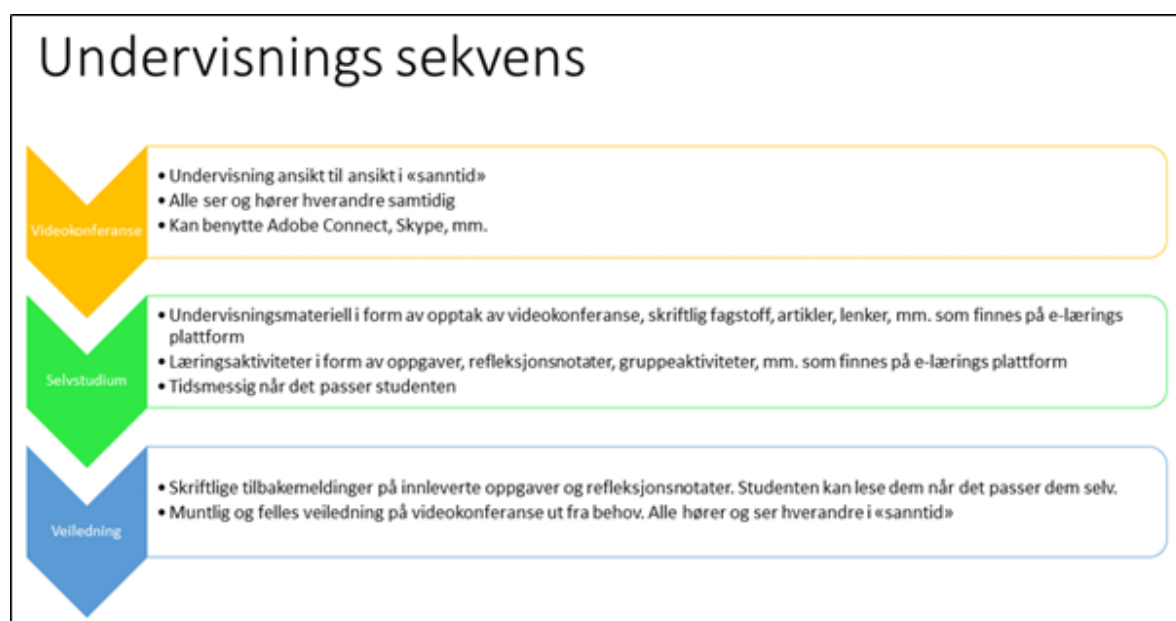 Undervisnings sekvens
Videokonferanse
• Undervisning ansikt til ansikt i «sanntid»
• Alle ser og hører hverandre samtidig
• Kan benytte Adobe Connect, Skype, mm.
Selvstudium
• Undervisningsmateriell i form av opptak av videokonferanse, skriftlig fagstoff, artikler, lenker, mm. som finnes på e-lærings
plattform
• Læringsaktiviteter i form av oppgaver, refleksjonsnotater, gruppeaktiviteter, mm. som finnes på e-lærings plattform
• Tidsmessig når det passer studenten
Veiledning
• Skriftlige tilbakemeldinger på innleverte oppgaver og refleksjonsnotater. Studenten kan lese dem når det passer dem selv.
• Muntlig og felles veiledning på videokonferanse ut fra behov. Alle hører og ser hverandre i «sanntid»